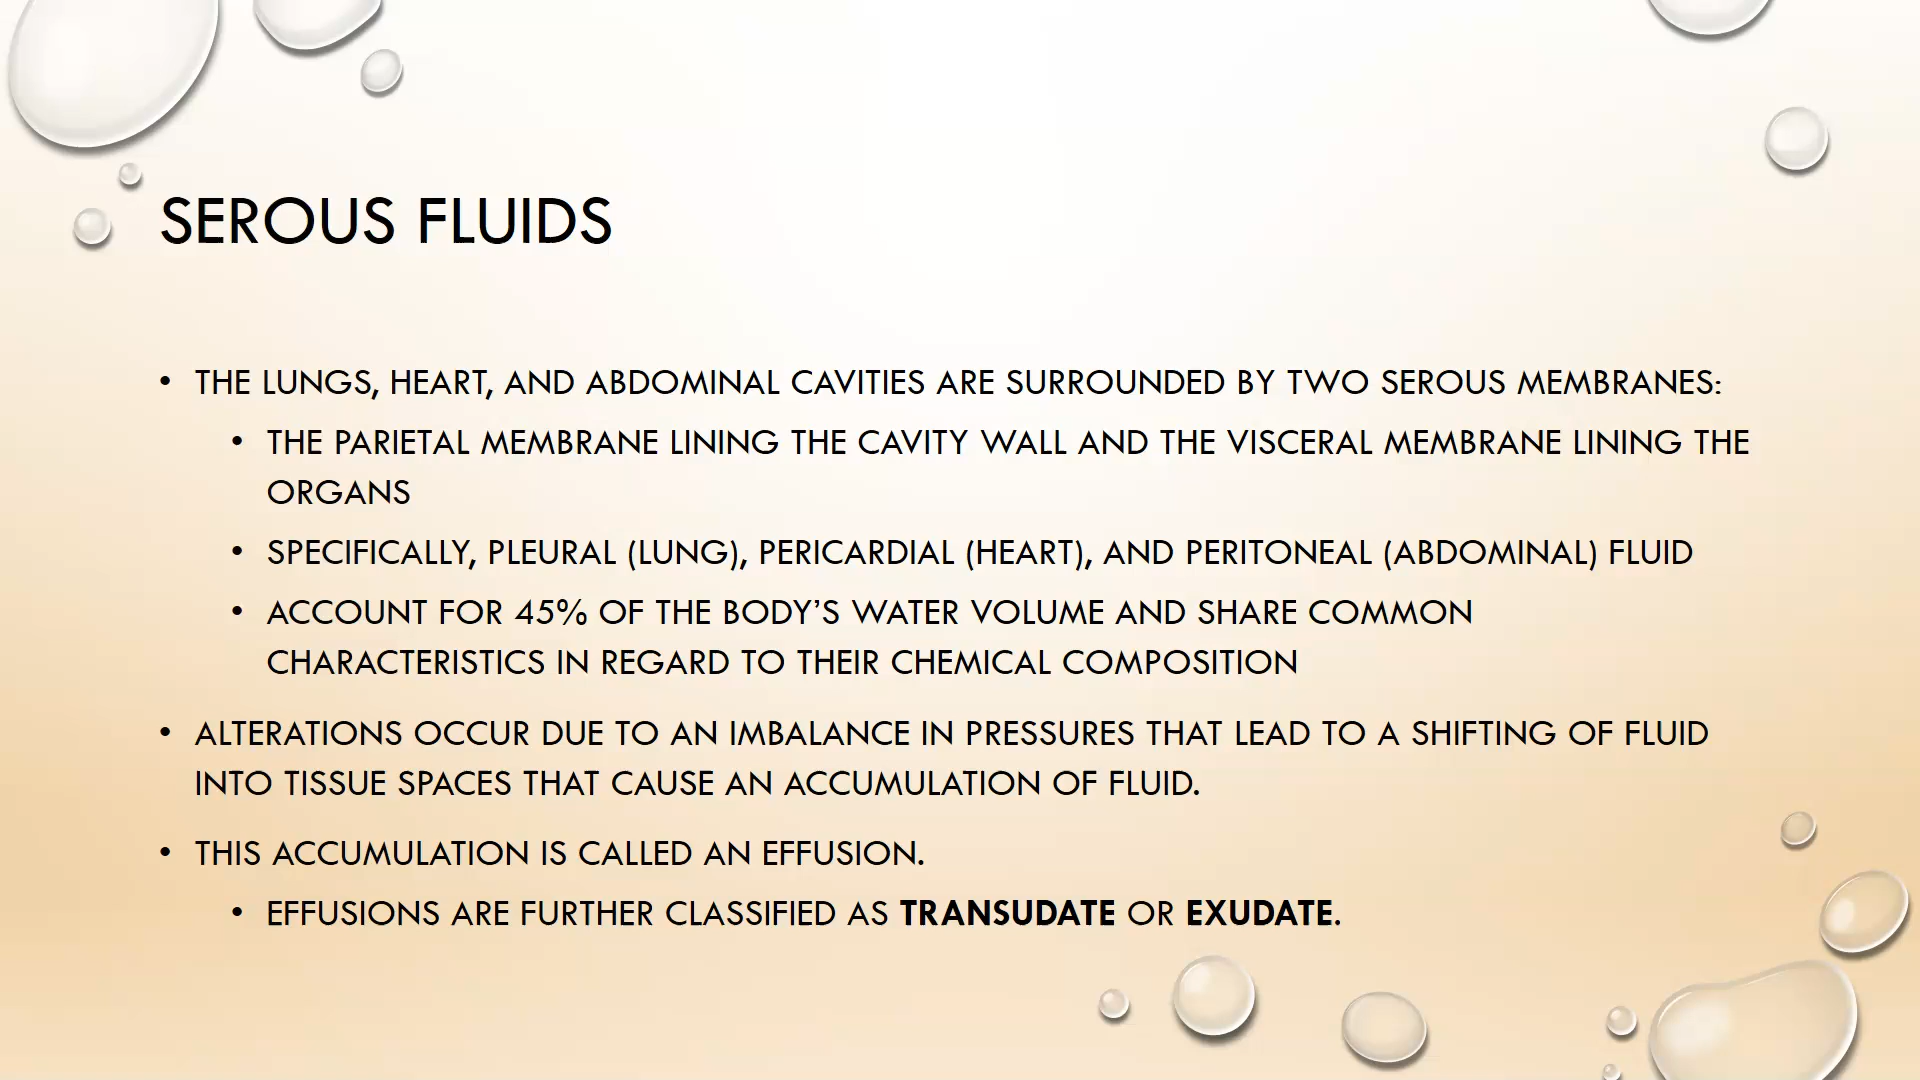 SEROUS FLUIDS
• THE LUNGS, HEART, AND ABDOMINAL CAVITIES ARE SURROUNDED BY TWO SEROUS MEMBRANES:
• THE PARIETAL MEMBRANE LINING THE CAVITY WALL AND THE VISCERAL MEMBRANE LINING THE
ORGANS
• SPECIFICALLY, PLEURAL (LUNG), PERICARDIAL (HEART), AND PERITONEAL (ABDOMINAL) FLUID
• ACCOUNT FOR 45% OF THE BODY’S WATER VOLUME AND SHARE COMMON
CHARACTERISTICS IN REGARD TO THEIR CHEMICAL COMPOSITION
• ALTERATIONS OCCUR DUE TO AN IMBALANCE IN PRESSURES THAT LEAD TO A SHIFTING OF FLUID
INTO TISSUE SPACES THAT CAUSE AN ACCUMULATION OF FLUID.
• THIS ACCUMULATION IS CALLED AN EFFUSION.
• EFFUSIONS ARE FURTHER CLASSIFIED AS TRANSUDATE OR EXUDATE.